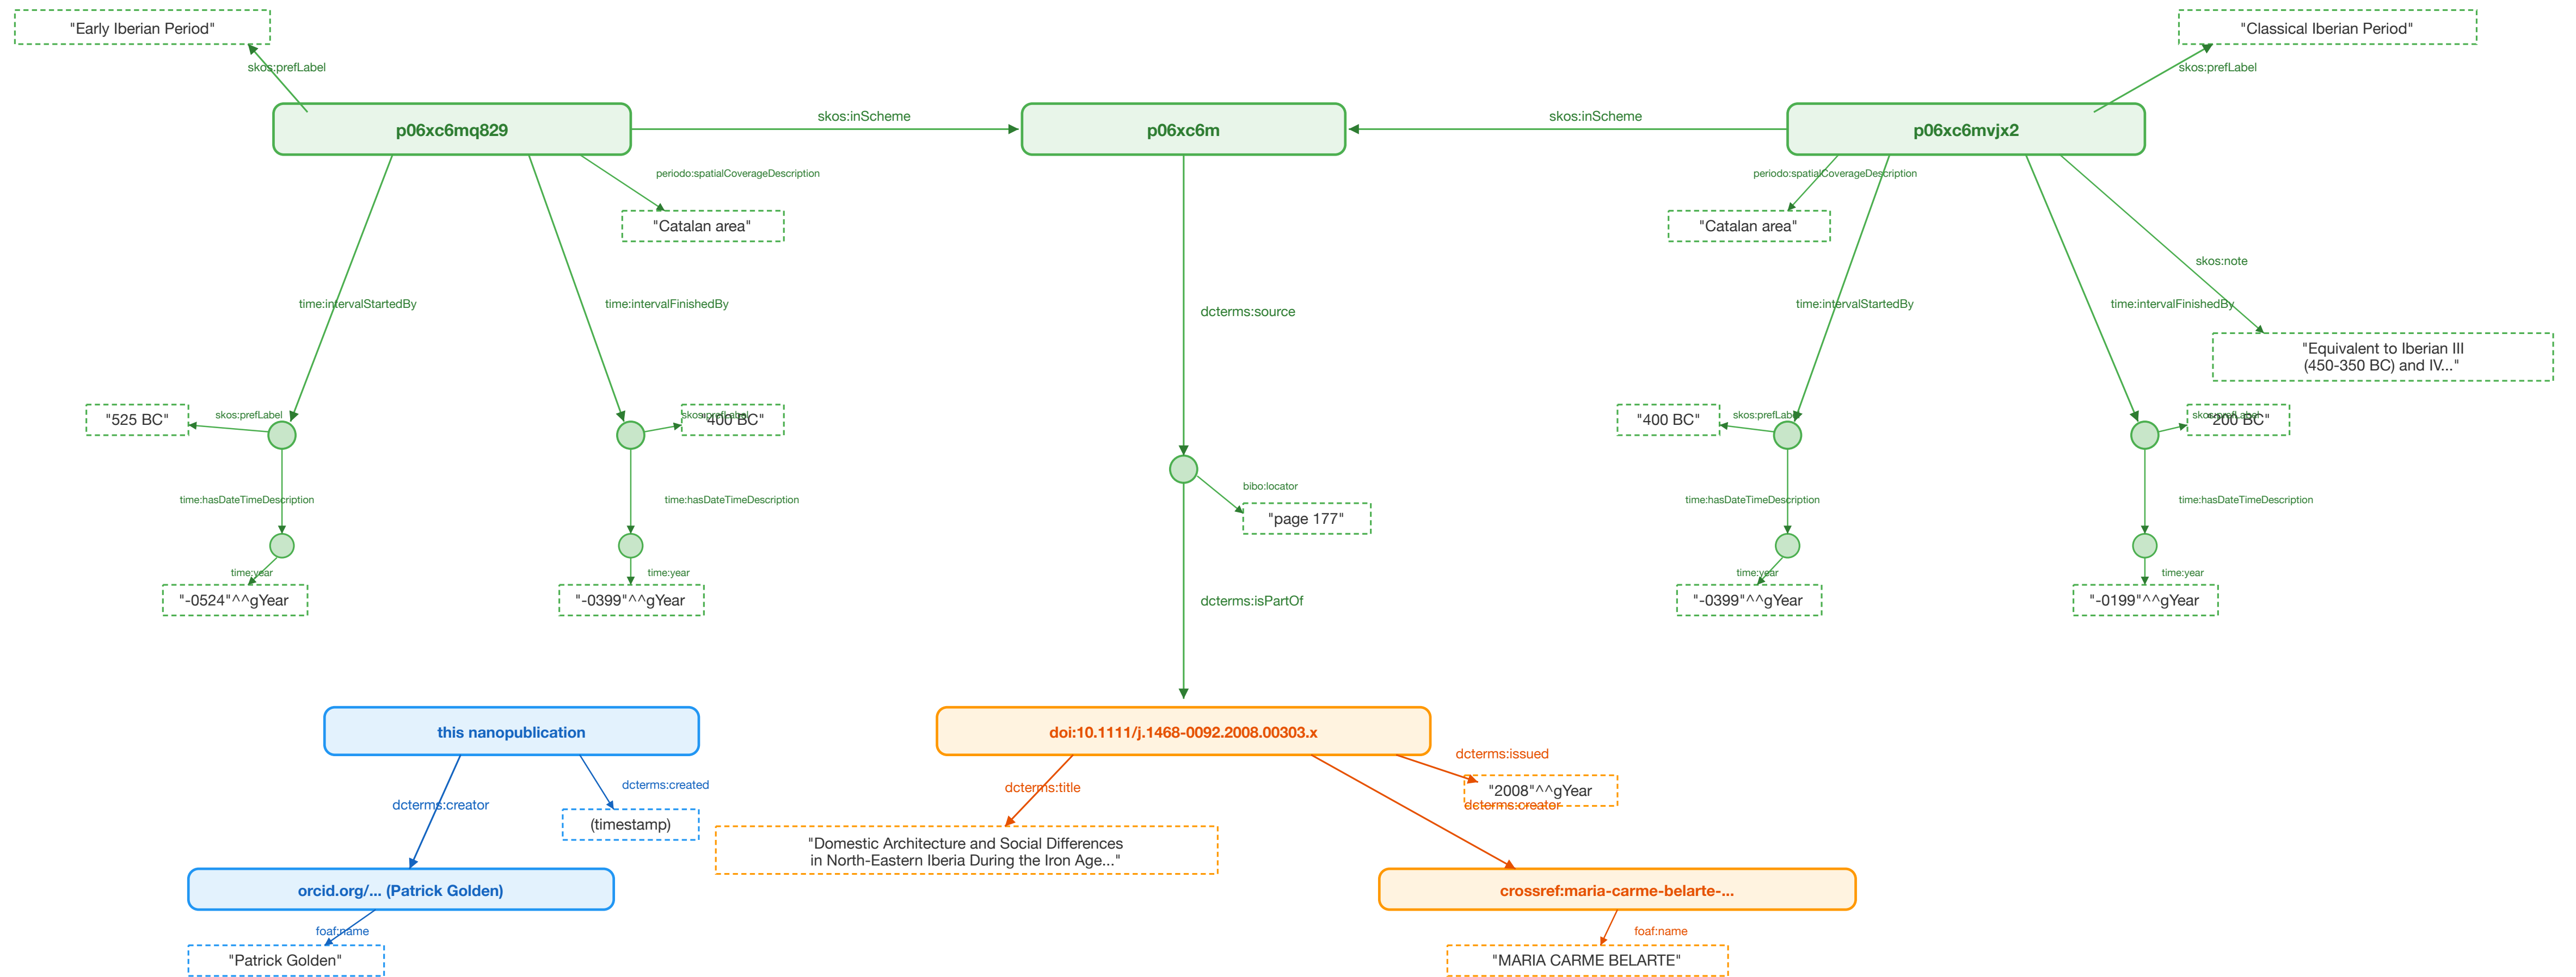 "Early Iberian Period"
"Classical Iberian Period"
skos:prefLabel
skos:prefLabel
p06xc6mq829
skos:inScheme
p06xc6m
skos:inScheme
p06xc6mvjx2
periodo:spatialCoverageDescription
periodo:spatialCoverageDescription
"Catalan area"
"Catalan area"
skos:note
time:intervalStartedBy
time:intervalFinishedBy
dcterms:source
time:intervalStartedBy
time:intervalFinishedBy
"Equivalent to Iberian III
(450-350 BC) and IV..."
"525 BC"
skos:prefLabel
skos:prefLabel
"400 BC"
"400 BC"
skos:prefLabel
skos:prefLabel
"200 BC"
bibo:locator
time:hasDateTimeDescription
time:hasDateTimeDescription
"page 177"
time:hasDateTimeDescription
time:hasDateTimeDescription
time:year
time:year
time:year
time:year
"-0524"^^gYear
"-0399"^^gYear
dcterms:isPartOf
"-0399"^^gYear
"-0199"^^gYear
this nanopublication
doi:10.1111/j.1468-0092.2008.00303.x
dcterms:issued
dcterms:created
dcterms:title
"2008"^^gYear
dcterms:creator
dcterms:creator
(timestamp)
"Domestic Architecture and Social Differences
in North-Eastern Iberia During the Iron Age..."
orcid.org/... (Patrick Golden)
crossref:maria-carme-belarte-...
foaf:name
foaf:name
"Patrick Golden"
"MARIA CARME BELARTE"